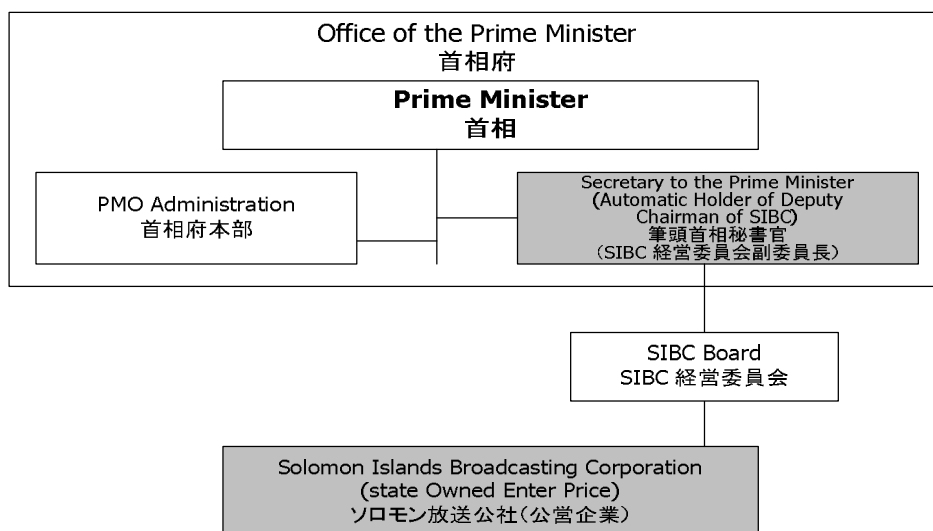 Office of the Prime Minister
首相府
Prime Minister
首相
PMO Administration
首相府本部
Secretary to the Prime Minister
(Automatic Holder of Deputy
Chairman of SIBC)
筆頭首相秘書官
(SIBC 経営委員会副委員長)
SIBC Board
SIBC 経営委員会
Solomon Islands Broadcasting Corporation
(state Owned Enter Price)
ソロモン放送公社(公営企業)